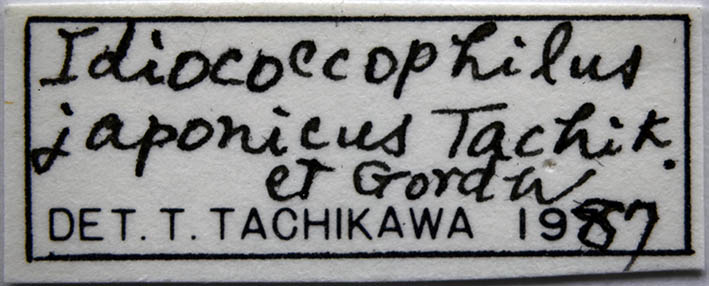 Idiococcophilus
japonicus Tachik.
et Gordh
DET. T. TACHIKAWA 1987